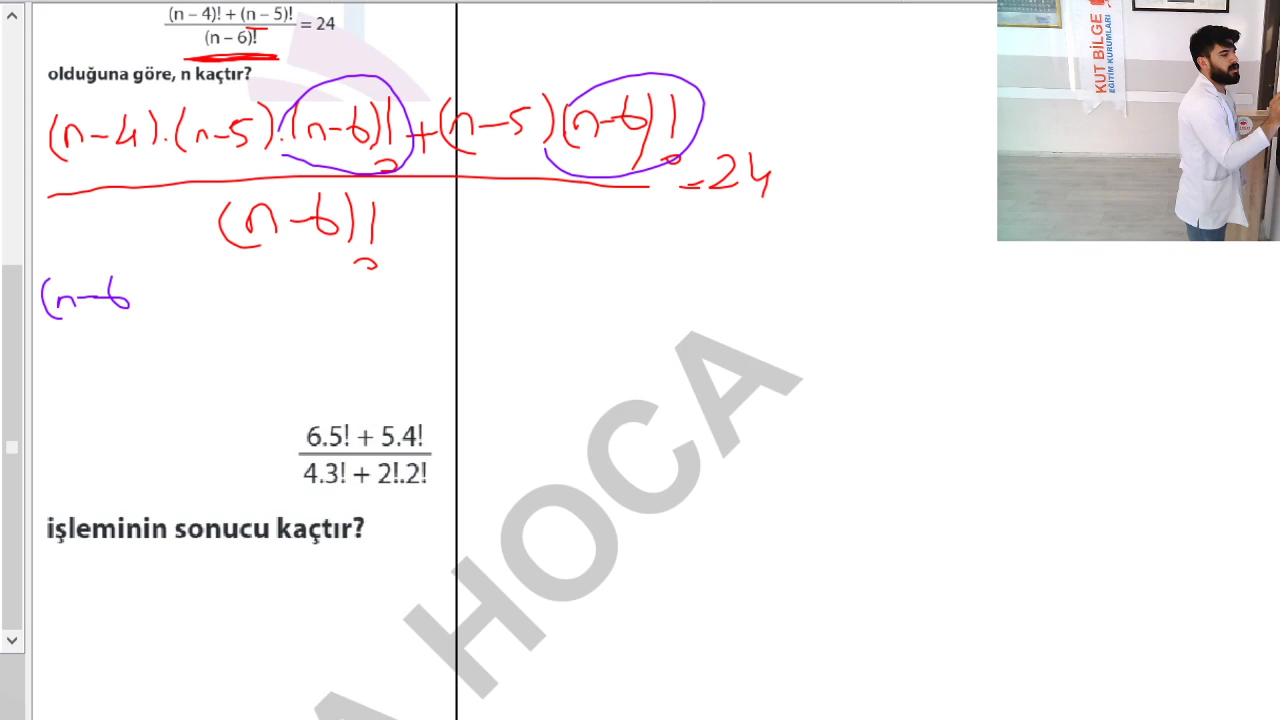 (n – 4)! + (n – 5)!
(n – 6)!
= 24
olduğuna göre, n kaçtır?
(n-4).(n-5).(n-6)! + (n-5)(n-6)!
(n-6)!
= 24
(n-6
6.5! + 5.4!
4.3! + 2!.2!
işleminin sonucu kaçtır?
A HOCA
KUT BİLGE
EĞİTİM KURUMLARI